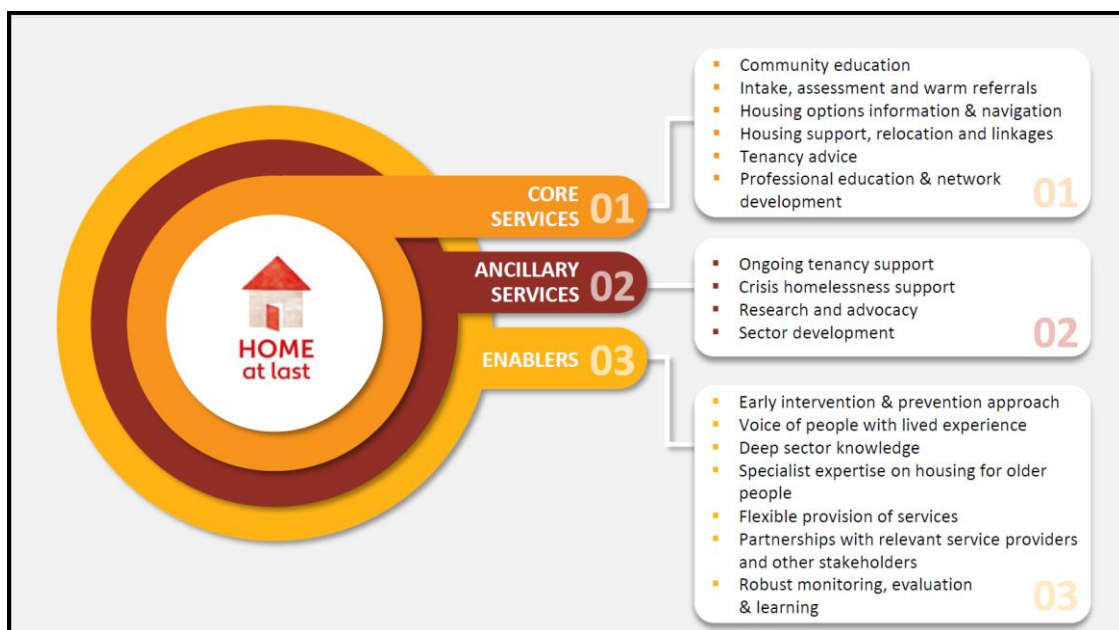 HOME
at last
CORE
SERVICES
01
ANCILLARY
SERVICES
02
ENABLERS
03
▪ Community education
▪ Intake, assessment and warm referrals
▪ Housing options information & navigation
▪ Housing support, relocation and linkages
▪ Tenancy advice
▪ Professional education & network
development
01
▪ Ongoing tenancy support
▪ Crisis homelessness support
▪ Research and advocacy
▪ Sector development
02
▪ Early intervention & prevention approach
▪ Voice of people with lived experience
▪ Deep sector knowledge
▪ Specialist expertise on housing for older
people
▪ Flexible provision of services
▪ Partnerships with relevant service providers
and other stakeholders
▪ Robust monitoring, evaluation
& learning
03